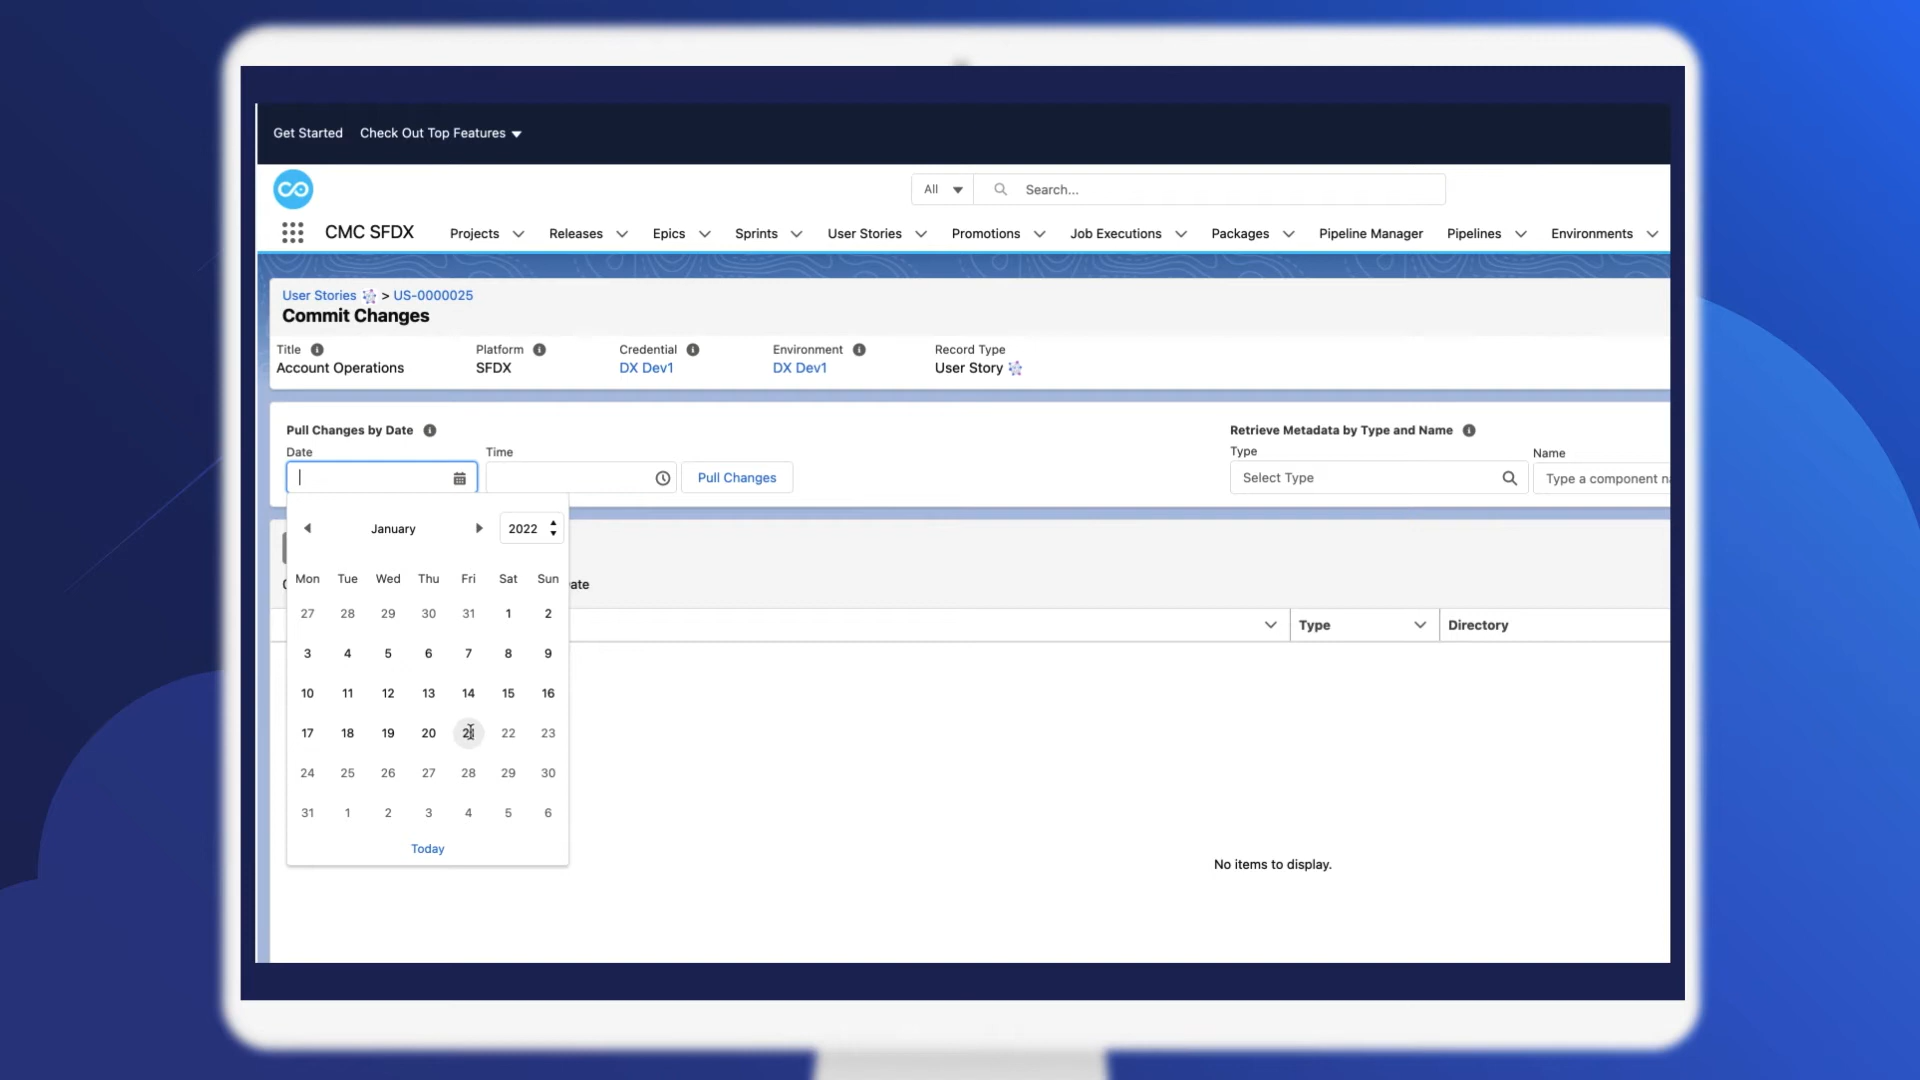 Get Started Check Out Top Features
All Search...
CMC SFDX Projects Releases Epics Sprints User Stories Promotions Job Executions Packages Pipeline Manager Pipelines Environments
User Stories > US-0000025
Commit Changes
Title Platform Credential Environment Record Type
Account Operations SFDX DX Dev1 DX Dev1 User Story
Pull Changes by Date Retrieve Metadata by Type and Name
Date Time Type Name
Pull Changes Select Type Type a component na
January 2022
Mon Tue Wed Thu Fri Sat Sun
ate
27 28 29 30 31 1 2
Type Directory
3 4 5 6 7 8 9
10 11 12 13 14 15 16
17 18 19 20 21 22 23
24 25 26 27 28 29 30
31 1 2 3 4 5 6
Today
No items to display.